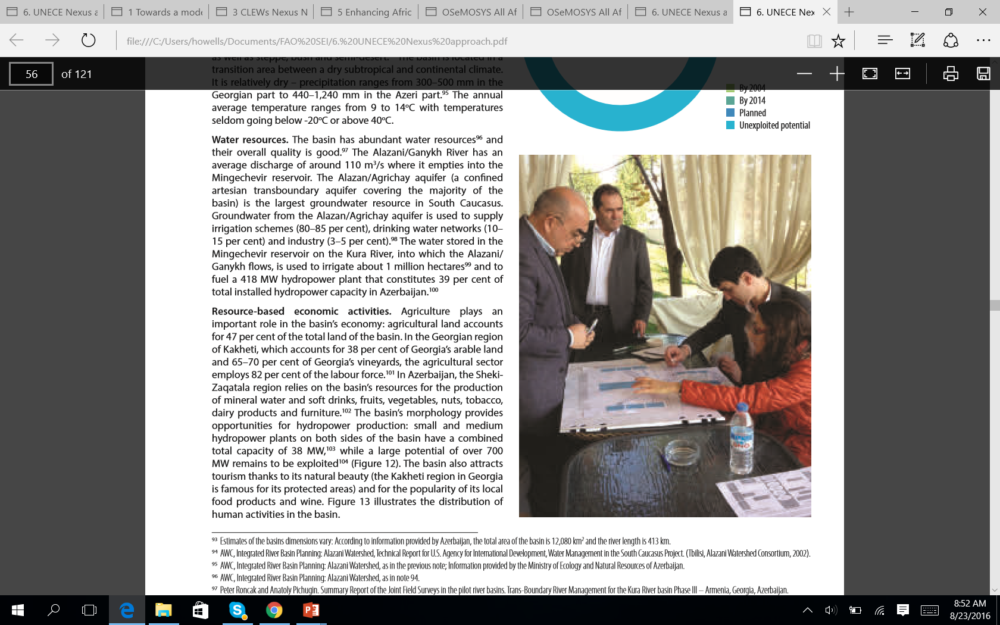 6. UNECE Nexus a
1 Towards a mode
3 CLEWs Nexus N
5 Enhancing Afric
OSeMOSYS All Af
OSeMOSYS All Af
6. UNECE Nexus a
6. UNECE Nex
file:///C:/Users/howells/Documents/FAO%20SEI/6.%20UNECE%20Nexus%20approach.pdf
56 of 121
as well as steppe, bush and semi-desert. The basin is located in a
transition area between a dry subtropical and continental climate.
It is relatively dry – precipitation ranges from 300–500 mm in the
Georgian part to 440–1,240 mm in the Azeri part.⁹⁵ The annual
average temperature ranges from 9 to 14ºC with temperatures
seldom going below -20ºC or above 40ºC.
Water resources. The basin has abundant water resources⁹⁶ and
their overall quality is good.⁹⁷ The Alazani/Ganykh River has an
average discharge of around 110 m³/s where it empties into the
Mingechevir reservoir. The Alazan/Agrichay aquifer (a confined
artesian transboundary aquifer covering the majority of the
basin) is the largest groundwater resource in South Caucasus.
Groundwater from the Alazan/Agrichay aquifer is used to supply
irrigation schemes (80–85 per cent), drinking water networks (10–
15 per cent) and industry (3–5 per cent).⁹⁸ The water stored in the
Mingechevir reservoir on the Kura River, into which the Alazani/
Ganykh flows, is used to irrigate about 1 million hectares⁹⁹ and to
fuel a 418 MW hydropower plant that constitutes 39 per cent of
total installed hydropower capacity in Azerbaijan.¹⁰⁰
Resource-based economic activities. Agriculture plays an
important role in the basin's economy: agricultural land accounts
for 47 per cent of the total land of the basin. In the Georgian region
of Kakheti, which accounts for 38 per cent of Georgia's arable land
and 65–70 per cent of Georgia's vineyards, the agricultural sector
employs 82 per cent of the labour force.¹⁰¹ In Azerbaijan, the Sheki-
Zaqatala region relies on the basin's resources for the production
of mineral water and soft drinks, fruits, vegetables, nuts, tobacco,
dairy products and furniture.¹⁰² The basin's morphology provides
opportunities for hydropower production: small and medium
hydropower plants on both sides of the basin have a combined
total capacity of 38 MW,¹⁰³ while a large potential of over 700
MW remains to be exploited¹⁰⁴ (Figure 12). The basin also attracts
tourism thanks to its natural beauty (the Kakheti region in Georgia
is famous for its protected areas) and for the popularity of its local
food products and wine. Figure 13 illustrates the distribution of
human activities in the basin.
By 2004
By 2014
Planned
Unexploited potential
⁹³ Estimates of the basins dimensions vary: According to information provided by Azerbaijan, the total area of the basin is 12,080 km² and the river length is 413 km.
⁹⁴ AWC, Integrated River Basin Planning: Alazani Watershed, Technical Report for U.S. Agency for International Development, Water Management in the South Caucasus Project. (Tbilisi, Alazani Watershed Consortium, 2002).
⁹⁵ AWC, Integrated River Basin Planning: Alazani Watershed, as in the previous note; Information provided by the Ministry of Ecology and Natural Resources of Azerbaijan.
⁹⁶ AWC, Integrated River Basin Planning: Alazani Watershed, as in note 94.
⁹⁷ Peter Roncak and Anatoly Pichugin. Summary Report of the Joint Field Surveys in the pilot river basins. Trans-Boundary River Management for the Kura River basin Phase III – Armenia, Georgia, Azerbaijan.
8:52 AM
8/23/2016